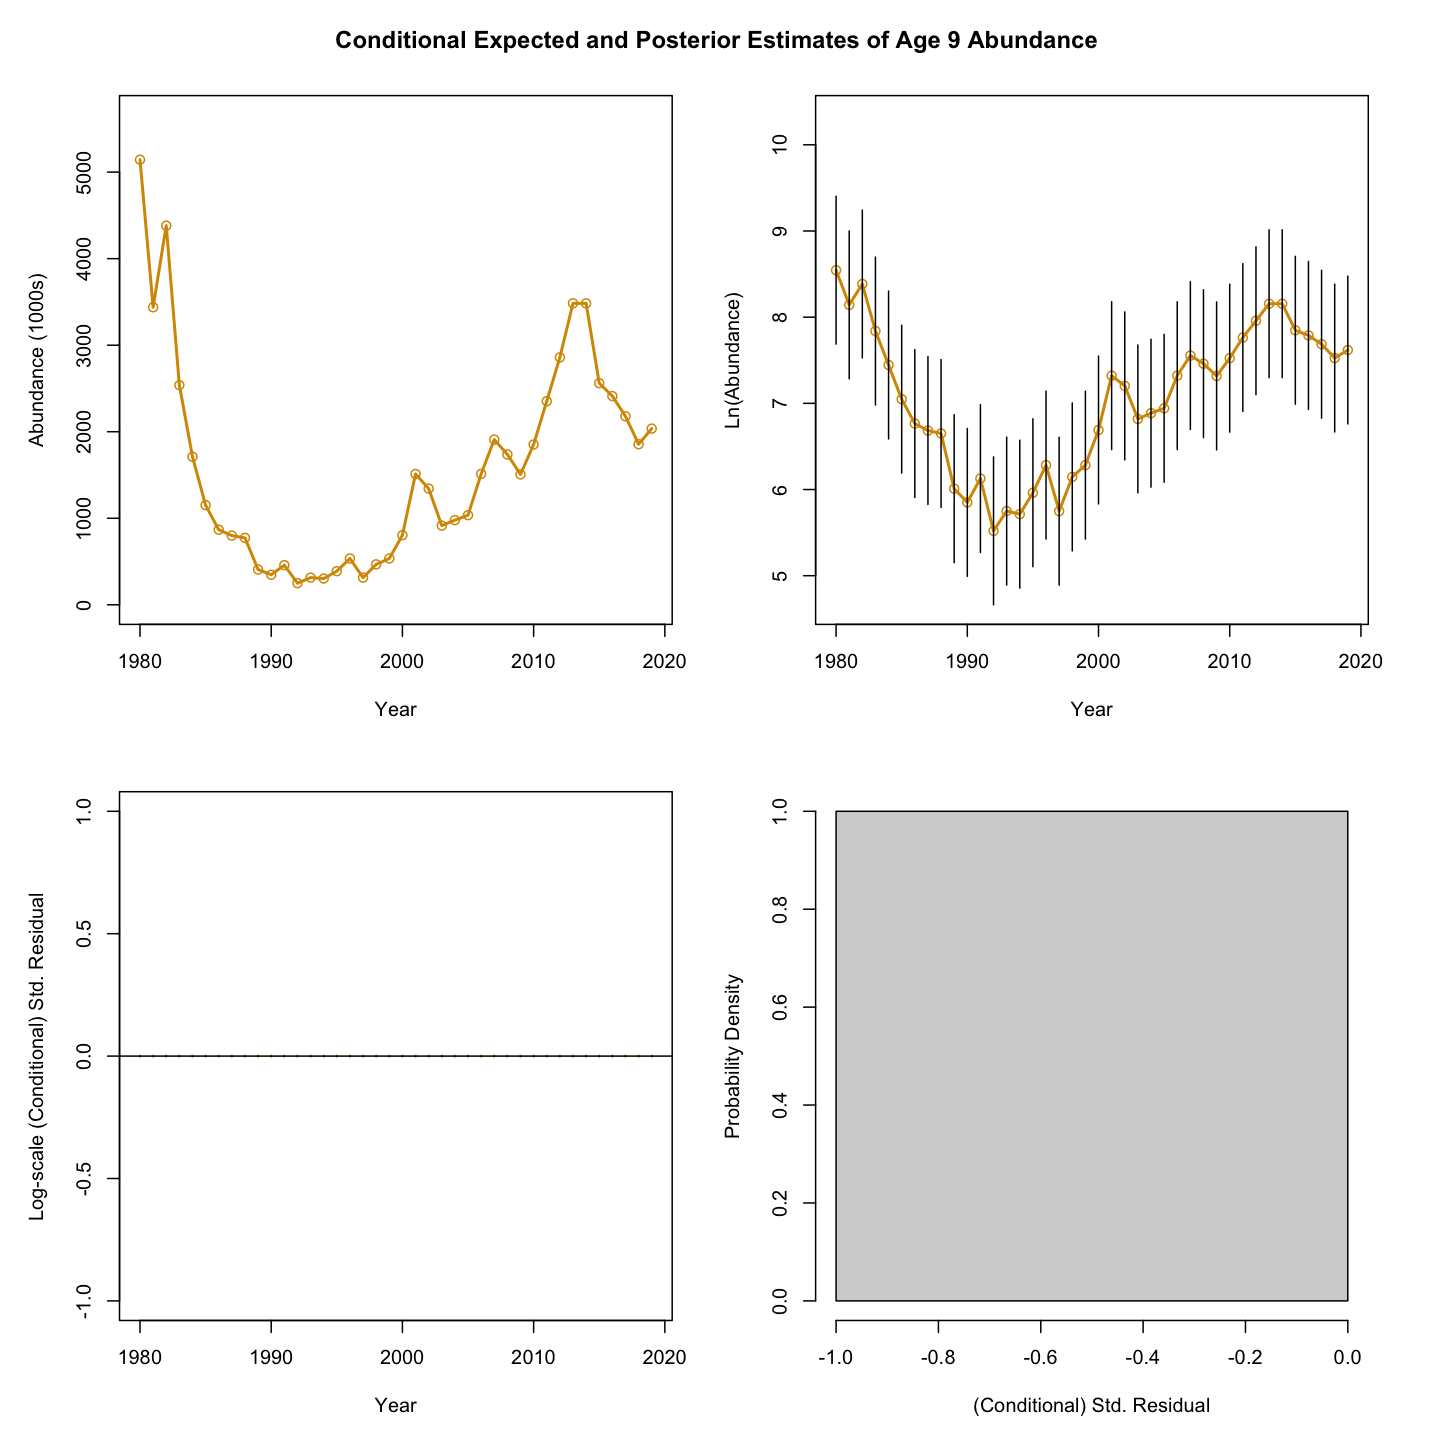 Conditional Expected and Posterior Estimates of Age 9 Abundance
Abundance (1000s)
5000
4000
3000
2000
1000
0
1980 1990 2000 2010 2020
Year
Ln(Abundance)
10
9
8
7
6
5
1980 1990 2000 2010 2020
Year
Log-scale (Conditional) Std. Residual
1.0
0.5
0.0
-0.5
-1.0
1980 1990 2000 2010 2020
Year
Probability Density
1.0
0.8
0.6
0.4
0.2
0.0
-1.0 -0.8 -0.6 -0.4 -0.2 0.0
(Conditional) Std. Residual